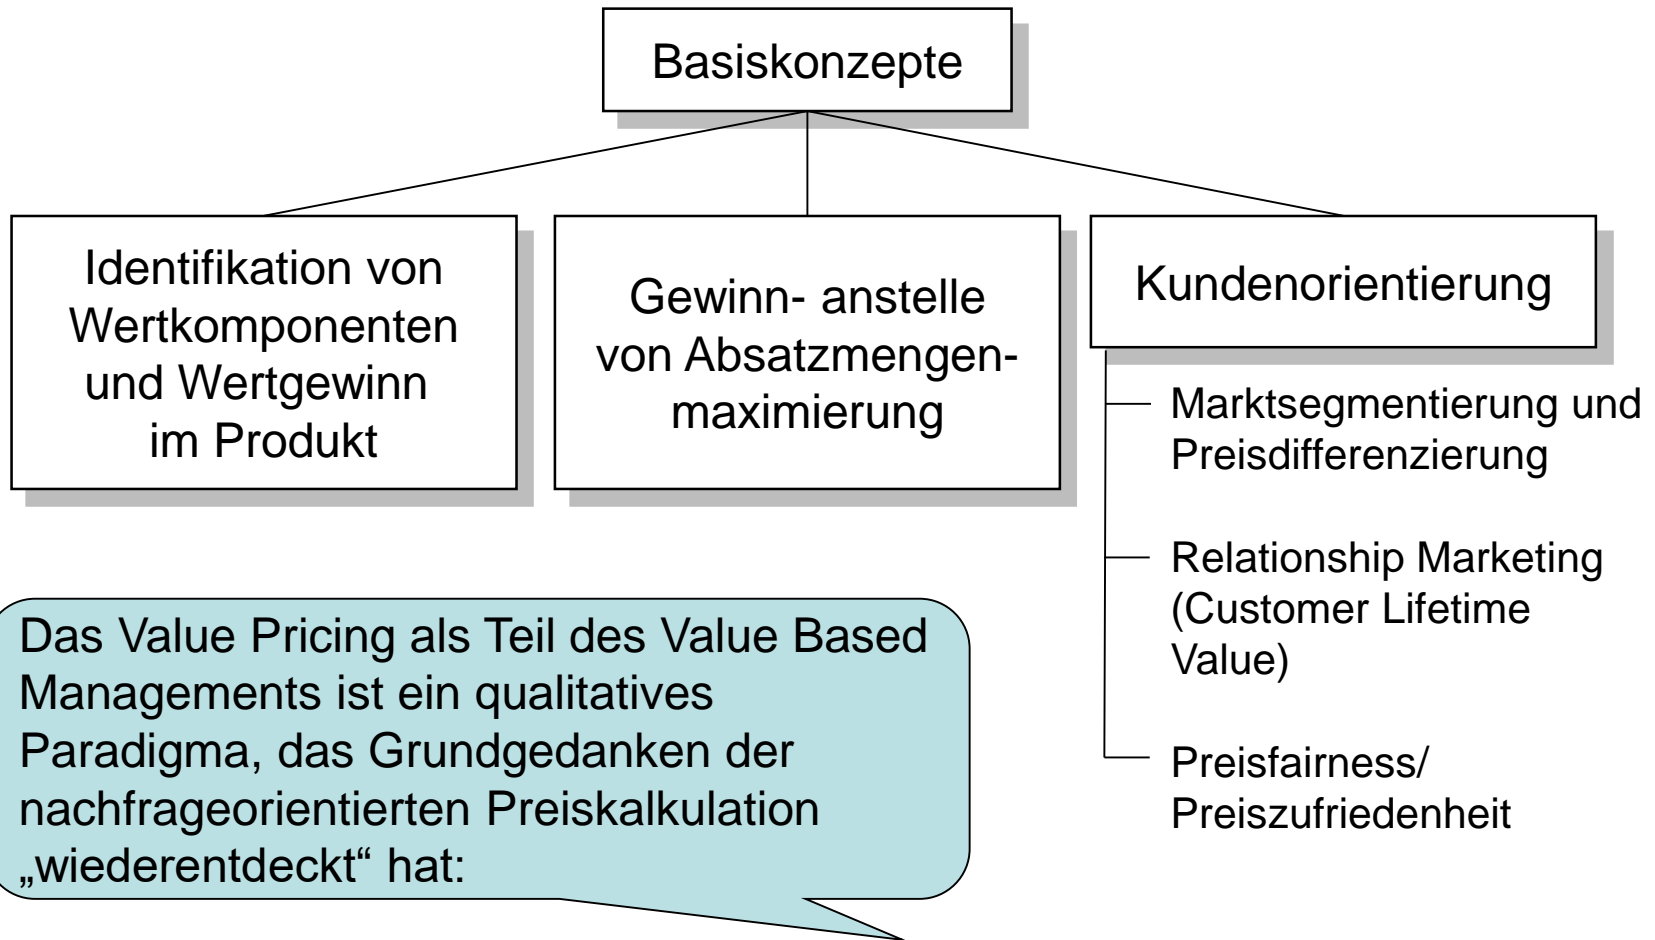 Basiskonzepte
Identifikation von
Wertkomponenten
und Wertgewinn
im Produkt
Gewinn- anstelle
von Absatzmengen-
maximierung
Kundenorientierung
Marktsegmentierung und
Preisdifferenzierung
Relationship Marketing
(Customer Lifetime
Value)
Preisfairness/
Preiszufriedenheit
Das Value Pricing als Teil des Value Based
Managements ist ein qualitatives
Paradigma, das Grundgedanken der
nachfrageorientierten Preiskalkulation
„wiederentdeckt“ hat: